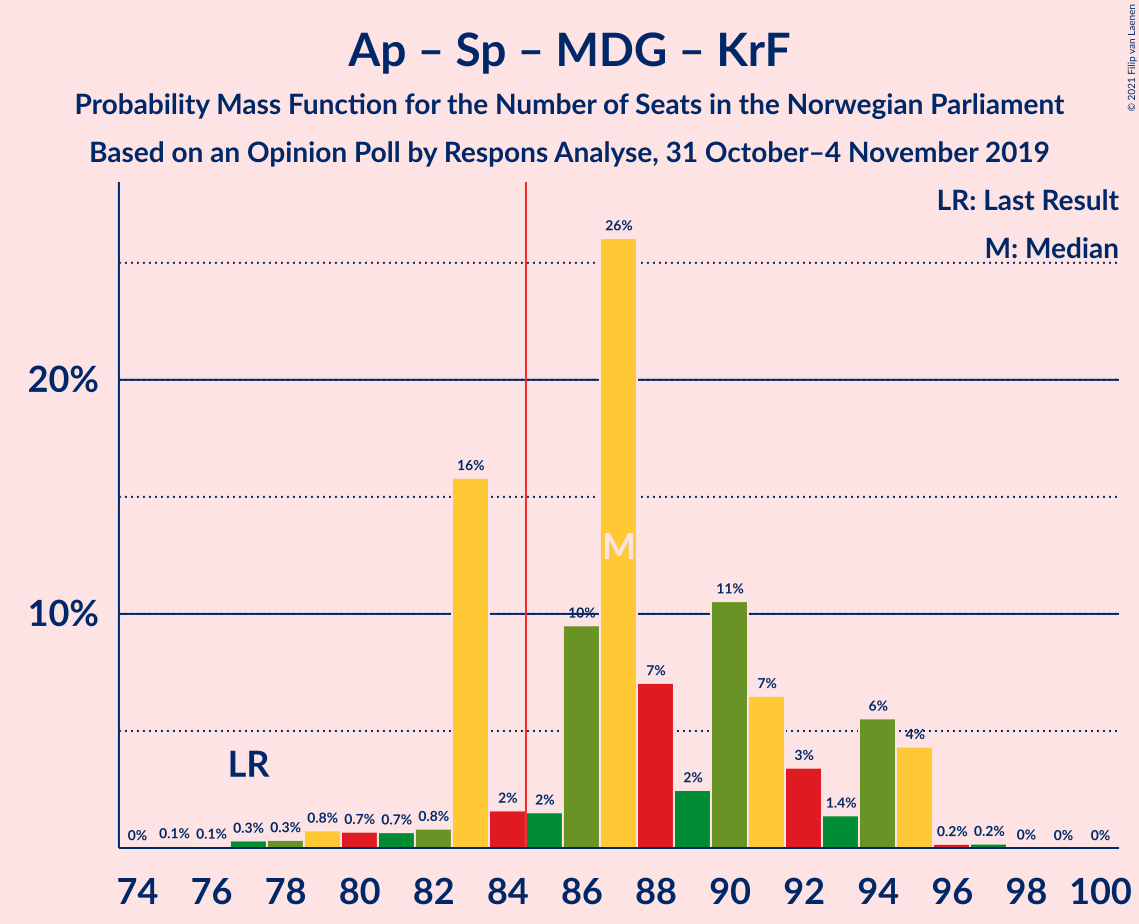 Ap – Sp – MDG – KrF
Probability Mass Function for the Number of Seats in the Norwegian Parliament
Based on an Opinion Poll by Respons Analyse, 31 October–4 November 2019
© 2021 Filip van Laenen
LR: Last Result
M: Median
20%
10%
LR
M
0% 0.1% 0.1% 0.3% 0.3% 0.8% 0.7% 0.7% 0.8% 16% 2% 2% 10% 26% 7% 2% 11% 7% 3% 1.4% 6% 4% 0.2% 0.2% 0% 0% 0%
74 76 78 80 82 84 86 88 90 92 94 96 98 100